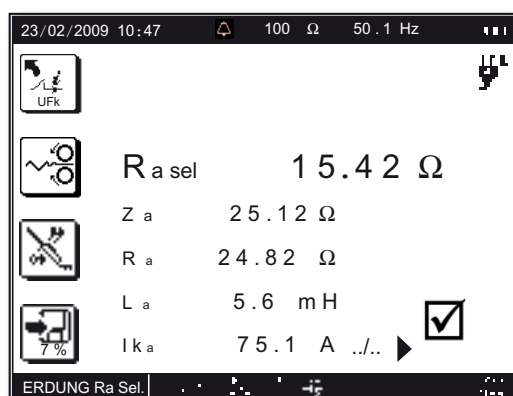 23/02/2009 10:47 100 Ω 50.1 Hz
UFk
R a sel 15.42 Ω
Z a 25.12 Ω
R a 24.82 Ω
L a 5.6 mH
7 %
Ik a 75.1 A ../..
ERDUNG Ra Sel.